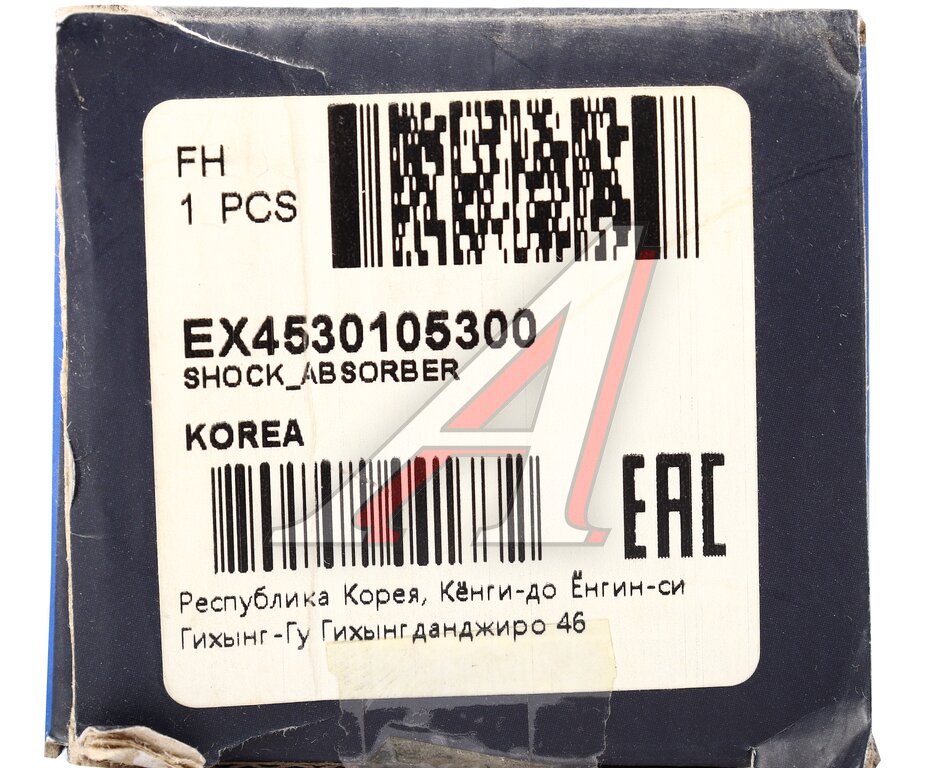 FH
1 PCS
EX4530105300
SHOCK_ABSORBER
KOREA
EAC
Республика Корея, Кёнги-до Ёнгин-си
Гихынг-Гу Гихынгданджиро 46